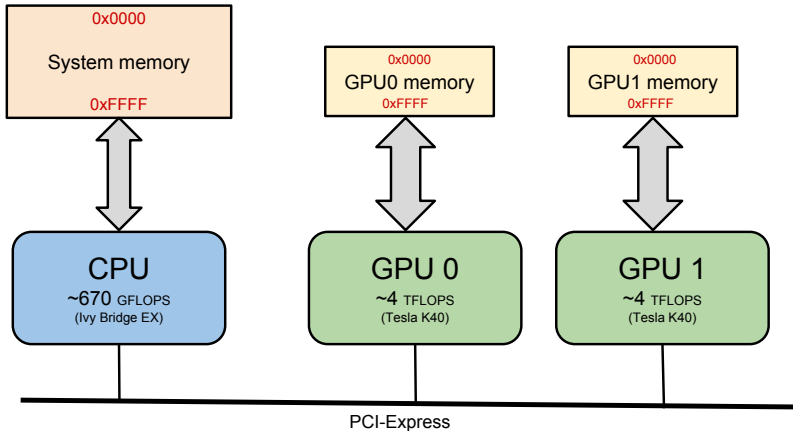 0x0000
System memory
0xFFFF
0x0000
GPU0 memory
0xFFFF
0x0000
GPU1 memory
0xFFFF
CPU
~670 GFLOPS
(Ivy Bridge EX)
GPU 0
~4 TFLOPS
(Tesla K40)
GPU 1
~4 TFLOPS
(Tesla K40)
PCI-Express